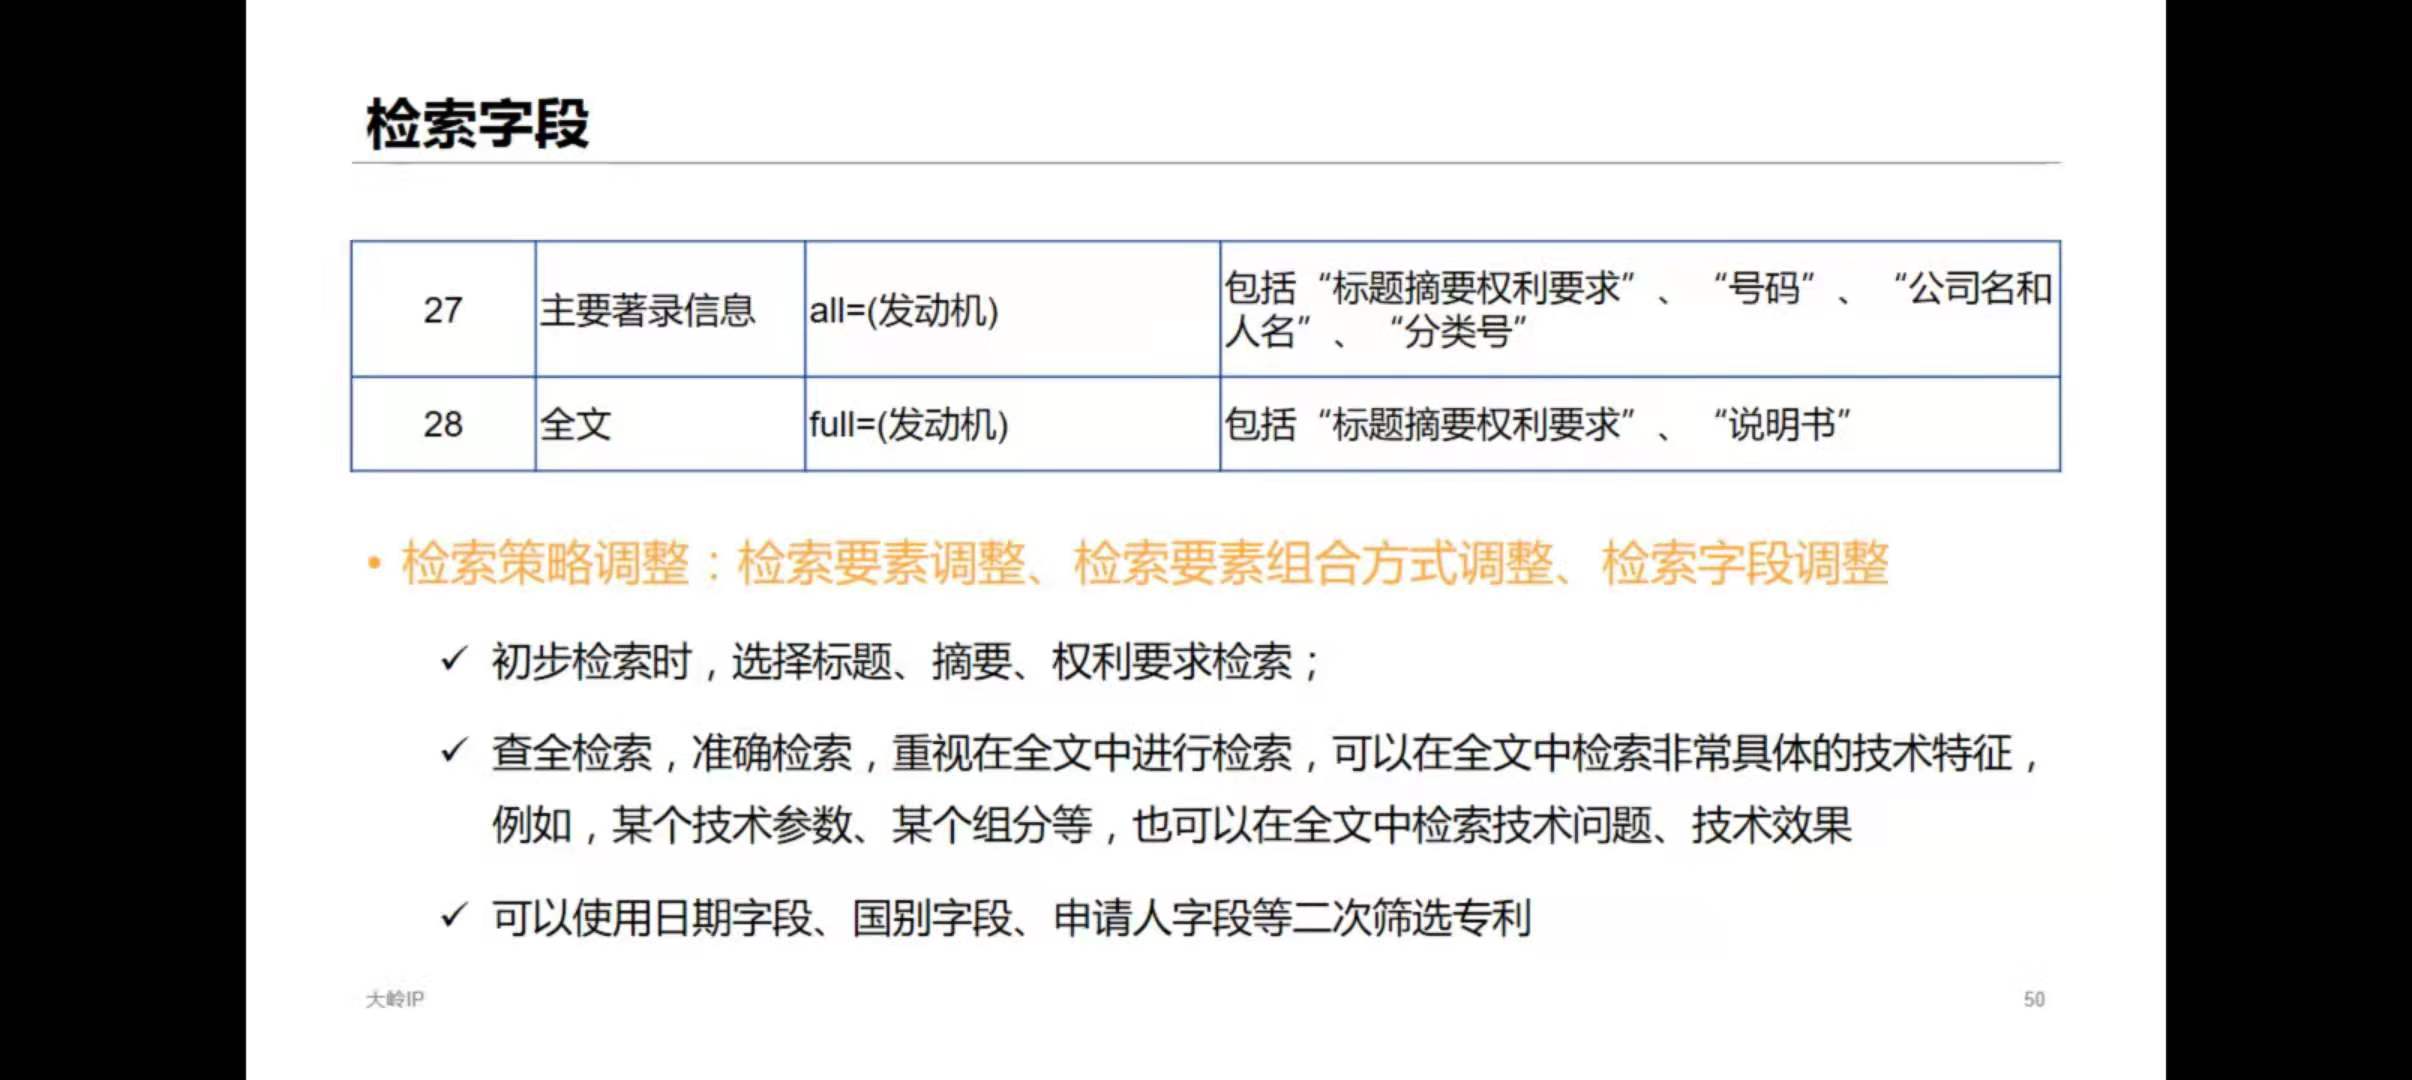 检索字段
27 主要著录信息 all=(发动机) 包括“标题摘要权利要求”、“号码”、“公司名和
人名”、“分类号”
28 全文 full=(发动机) 包括“标题摘要权利要求”、“说明书”
• 检索策略调整：检索要素调整、检索要素组合方式调整、检索字段调整
✓ 初步检索时，选择标题、摘要、权利要求检索；
✓ 查全检索，准确检索，重视在全文中进行检索，可以在全文中检索非常具体的技术特征，
例如，某个技术参数、某个组分等，也可以在全文中检索技术问题、技术效果
✓ 可以使用日期字段、国别字段、申请人字段等二次筛选专利
大岭IP 50